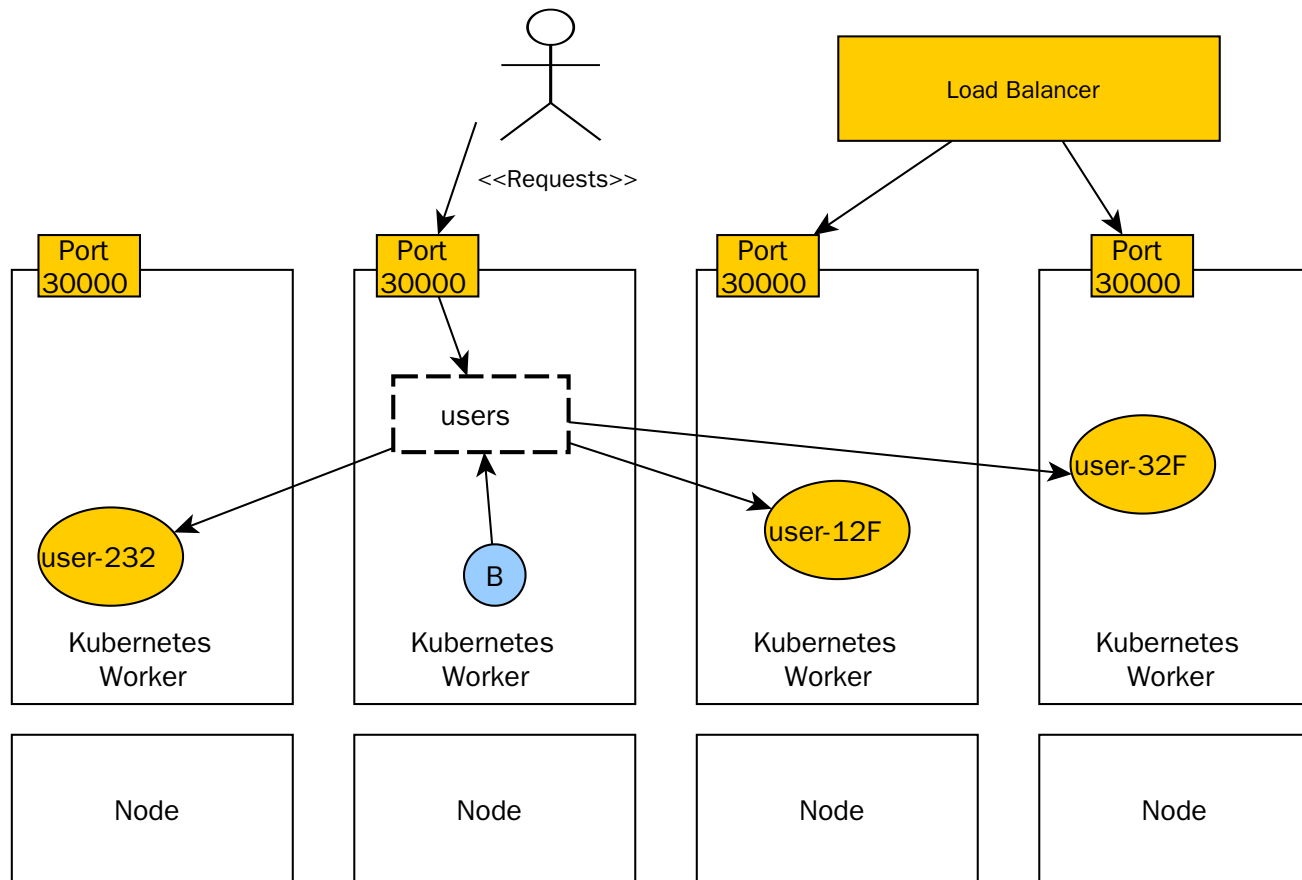 Load Balancer
<<Requests>>
Port
30000
Port
30000
Port
30000
Port
30000
users
user-32F
user-12F
user-232
B
Kubernetes
Worker
Kubernetes
Worker
Kubernetes
Worker
Kubernetes
Worker
Node
Node
Node
Node